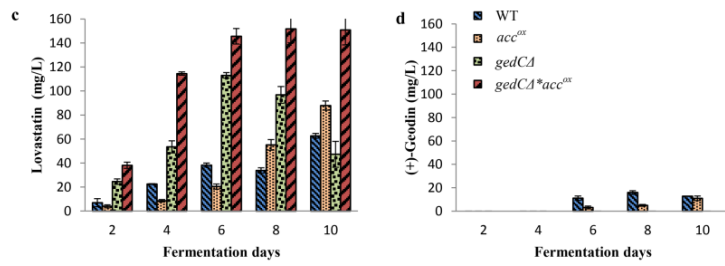 c
Lovastatin (mg/L)
160
140
120
100
80
60
40
20
0
2 4 6 8 10
Fermentation days
d
(+)-Geodin (mg/L)
160
140
120
100
80
60
40
20
0
2 4 6 8 10
Fermentation days
WT
acc^ox
gedCΔ
gedCΔ*acc^ox